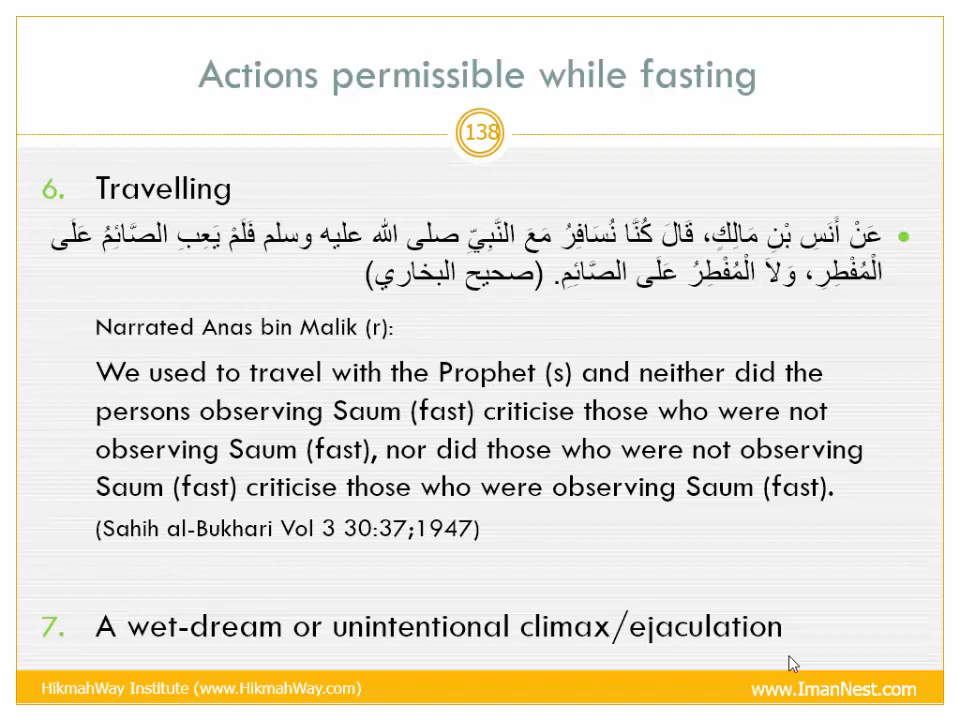 Actions permissible while fasting
138
6. Travelling
• عَنْ أَنَسِ بْنِ مَالِكٍ، قَالَ كُنَّا نُسَافِرُ مَعَ النَّبِيِّ صلى الله عليه وسلم فَلَمْ يَعِبِ الصَّائِمُ عَلَى
الْمُفْطِرِ، وَلاَ الْمُفْطِرُ عَلَى الصَّائِمِ. (صحيح البخاري)
Narrated Anas bin Malik (r):
We used to travel with the Prophet (s) and neither did the
persons observing Saum (fast) criticise those who were not
observing Saum (fast), nor did those who were not observing
Saum (fast) criticise those who were observing Saum (fast).
(Sahih al-Bukhari Vol 3 30:37;1947)
7. A wet-dream or unintentional climax/ejaculation
HikmahWay Institute (www.HikmahWay.com)
www.ImanNest.com